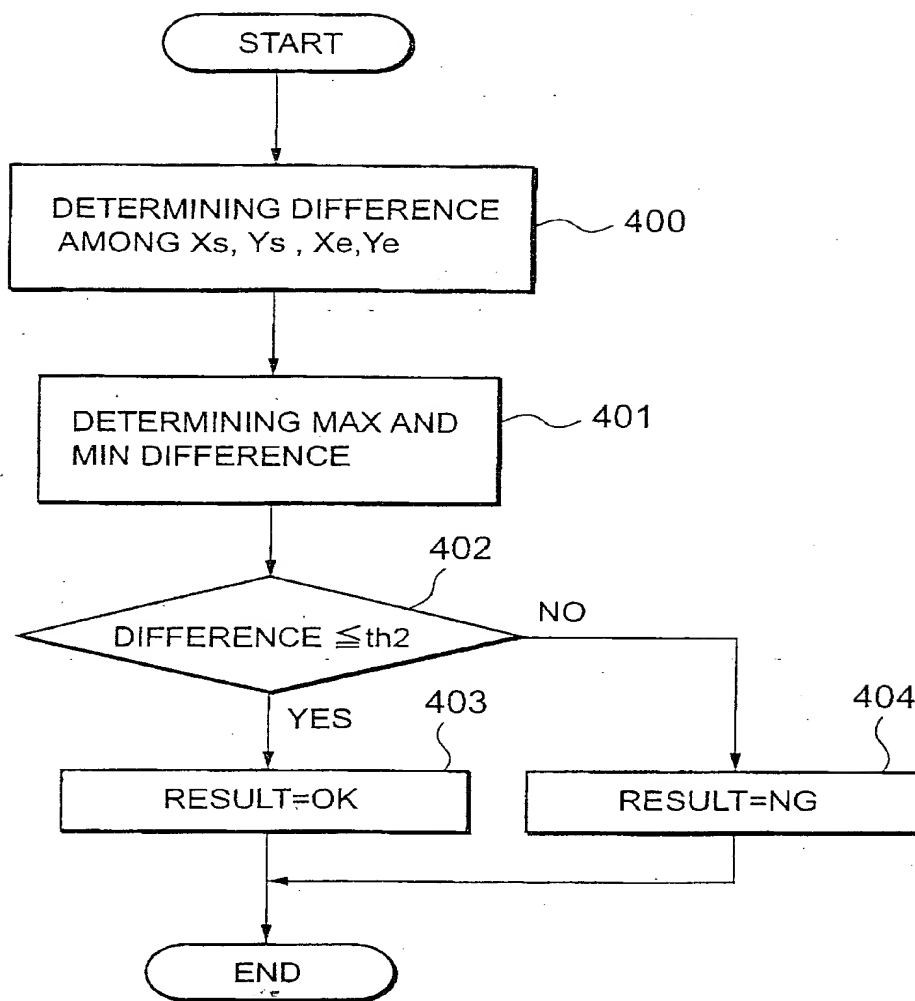 START
DETERMINING DIFFERENCE
AMONG Xs, Ys , Xe,Ye
400
DETERMINING MAX AND
MIN DIFFERENCE
401
402
DIFFERENCE ≦th2
NO
YES
403
404
RESULT=OK
RESULT=NG
END